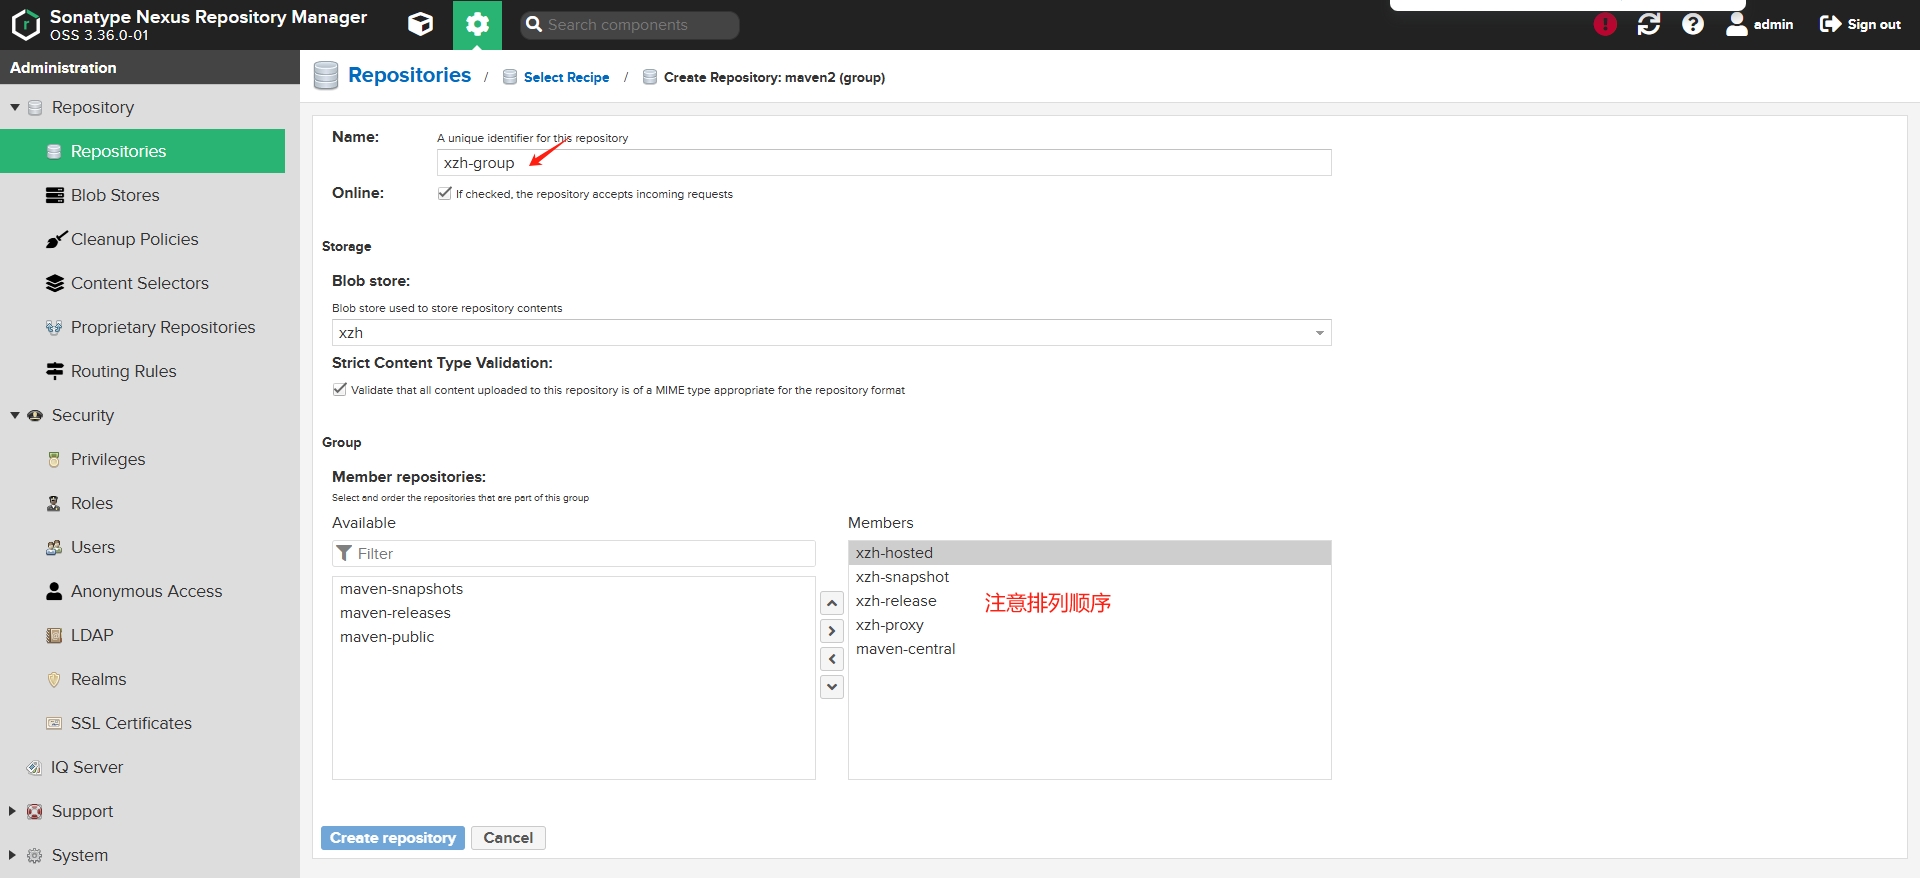 Sonatype Nexus Repository Manager
OSS 3.36.0-01
Search components
admin
Sign out
Administration
Repository
Repositories
Blob Stores
Cleanup Policies
Content Selectors
Proprietary Repositories
Routing Rules
Security
Privileges
Roles
Users
Anonymous Access
LDAP
Realms
SSL Certificates
IQ Server
Support
System
Repositories / Select Recipe / Create Repository: maven2 (group)
Name:
A unique identifier for this repository
xzh-group
Online:
If checked, the repository accepts incoming requests
Storage
Blob store:
Blob store used to store repository contents
xzh
Strict Content Type Validation:
Validate that all content uploaded to this repository is of a MIME type appropriate for the repository format
Group
Member repositories:
Select and order the repositories that are part of this group
Available
Filter
maven-snapshots
maven-releases
maven-public
Members
xzh-hosted
xzh-snapshot
xzh-release
xzh-proxy
maven-central
注意排列顺序
Create repository
Cancel